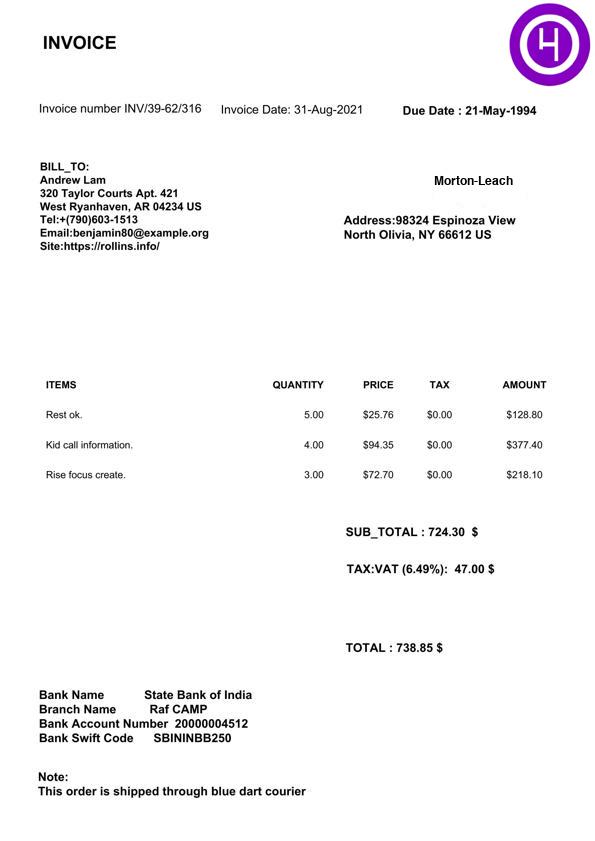 INVOICE
Invoice number INV/39-62/316 Invoice Date: 31-Aug-2021 Due Date : 21-May-1994
BILL_TO:
Andrew Lam
320 Taylor Courts Apt. 421
West Ryanhaven, AR 04234 US
Tel:+(790)603-1513
Email:benjamin80@example.org
Site:https://rollins.info/
Morton-Leach
Address:98324 Espinoza View
North Olivia, NY 66612 US
ITEMS QUANTITY PRICE TAX AMOUNT
Rest ok. 5.00 $25.76 $0.00 $128.80
Kid call information. 4.00 $94.35 $0.00 $377.40
Rise focus create. 3.00 $72.70 $0.00 $218.10
SUB_TOTAL : 724.30 $
TAX:VAT (6.49%): 47.00 $
TOTAL : 738.85 $
Bank Name State Bank of India
Branch Name Raf CAMP
Bank Account Number 20000004512
Bank Swift Code SBININBB250
Note:
This order is shipped through blue dart courier